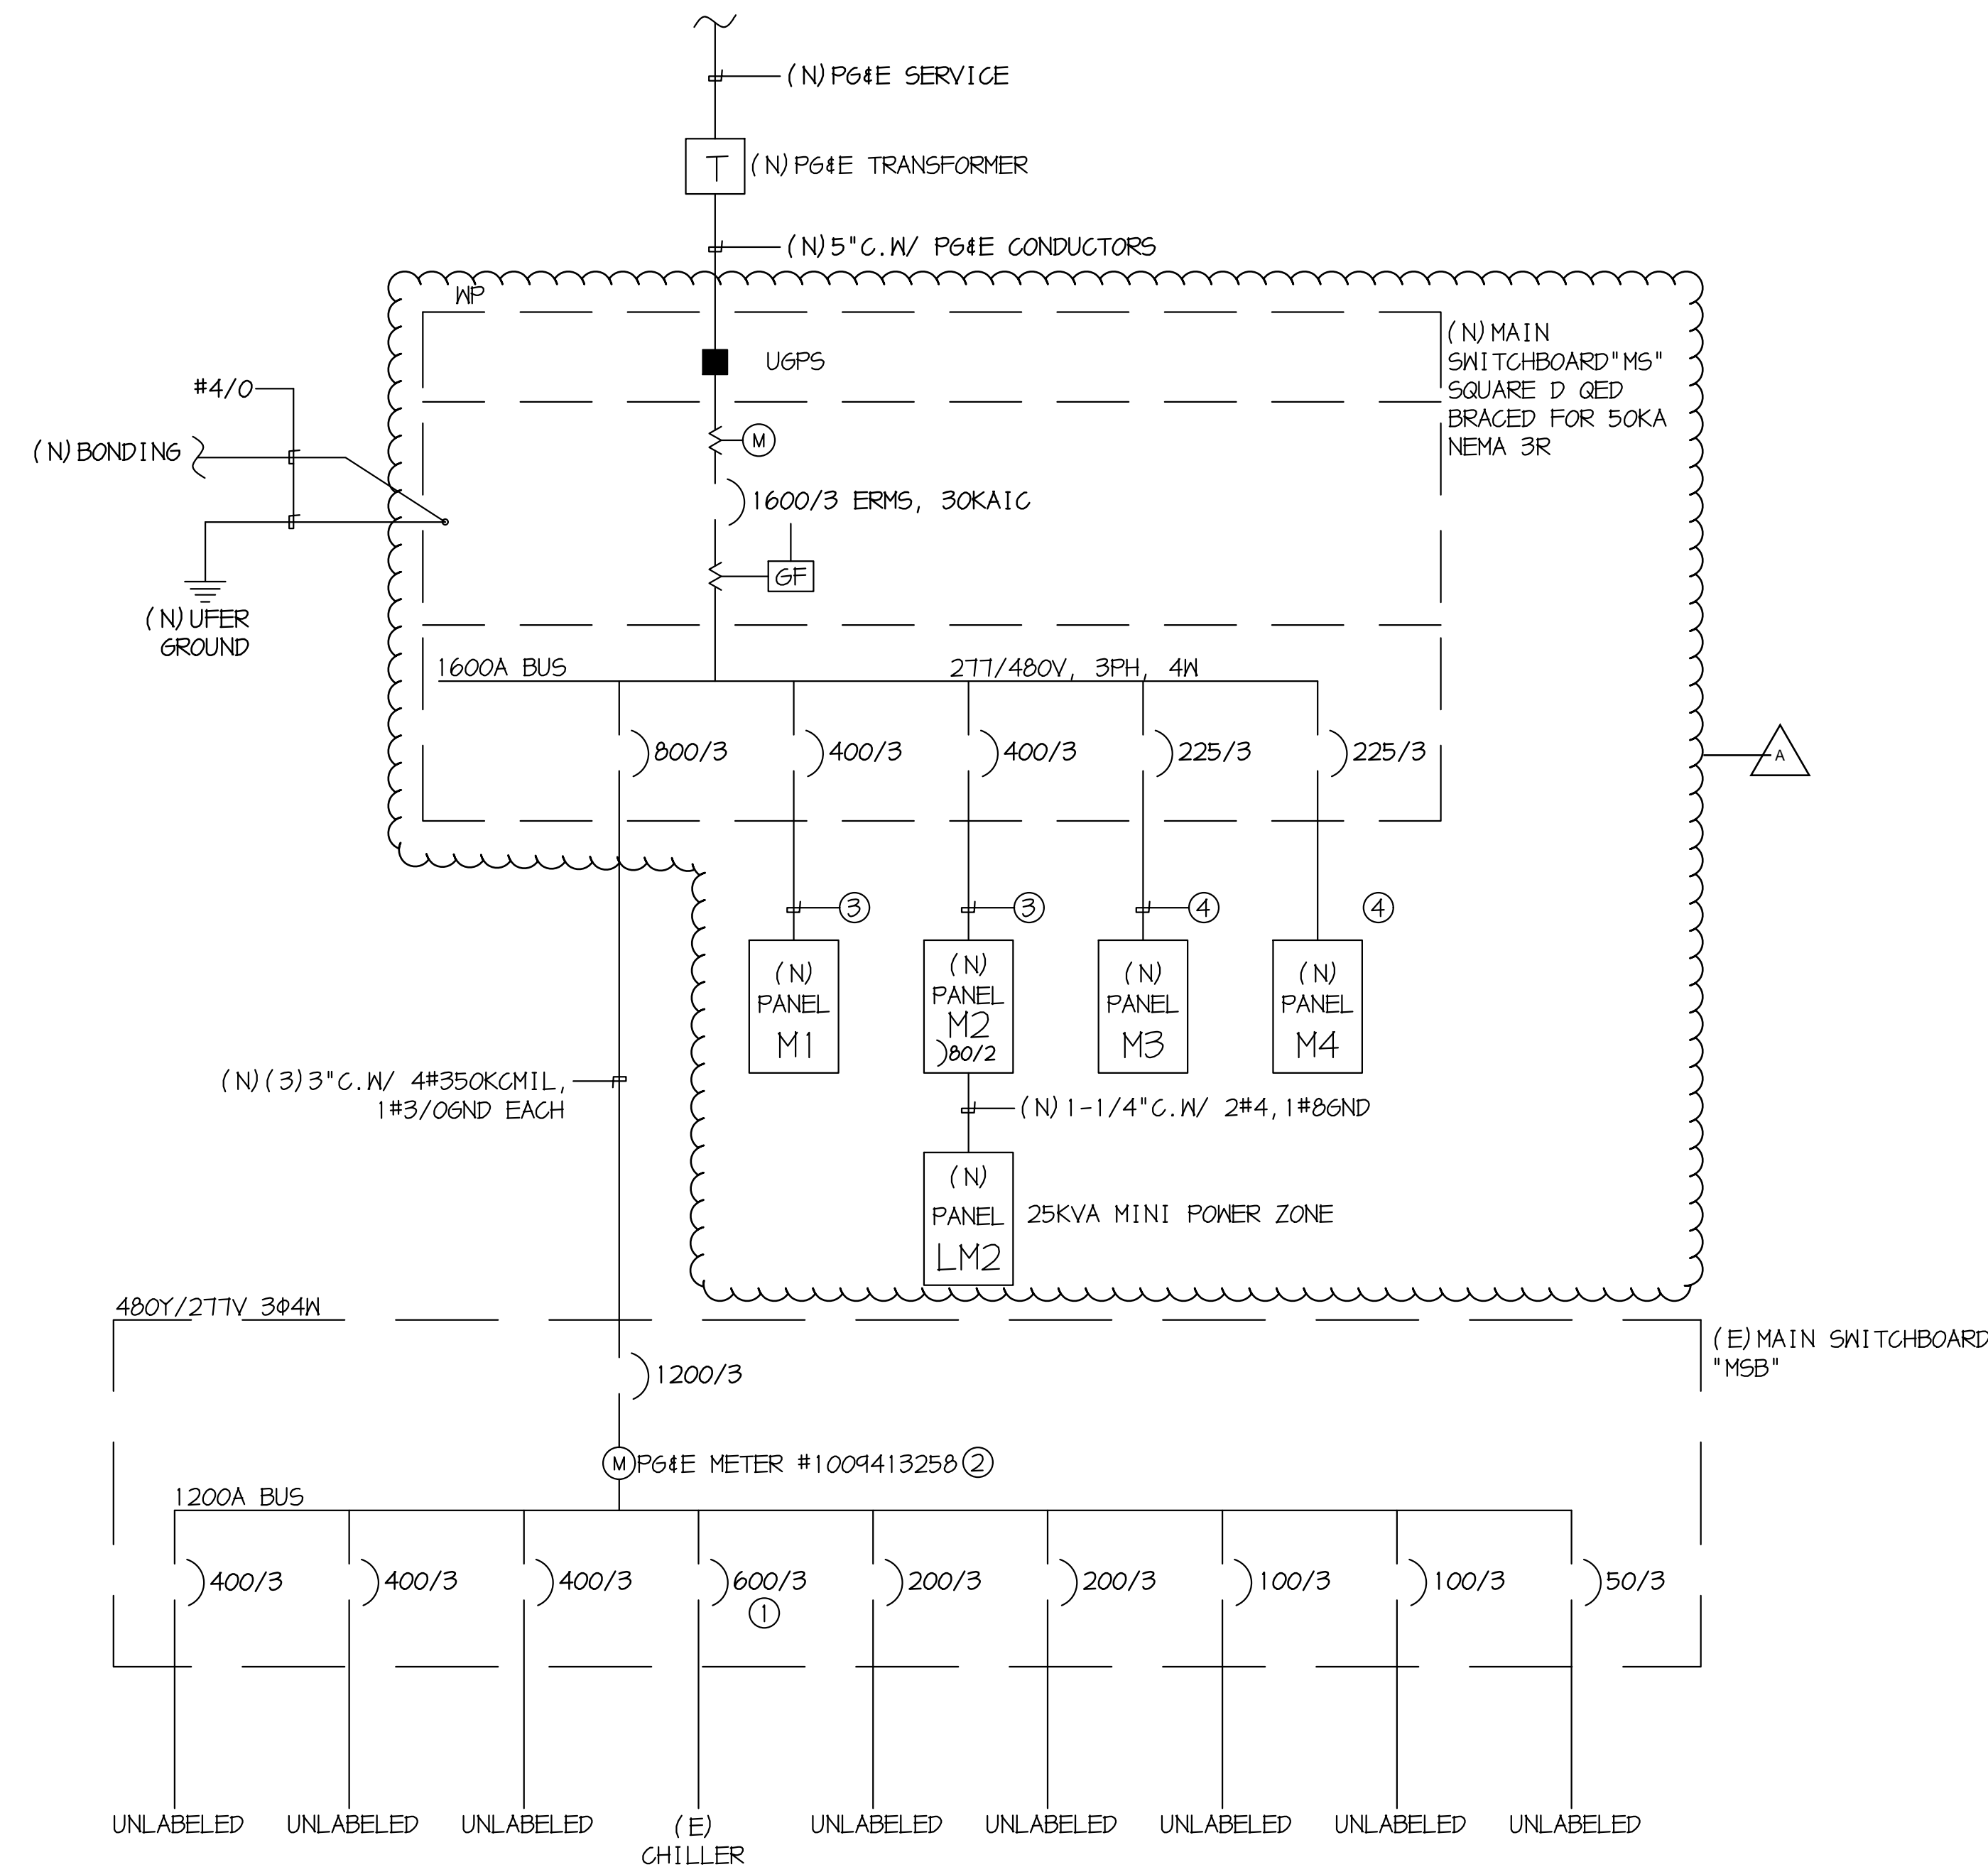 (N)PG&E SERVICE
T
(N)PG&E TRANSFORMER
(N)5"C.W/ PG&E CONDUCTORS
WP
(N)MAIN
SWITCHBOARD"MS"
SQUARE D QED
BRACED FOR 50KA
NEMA 3R
UGPS
#4/0
(N)BONDING
M
1600/3 ERMS, 30KAIC
GF
(N)UFER
GROUND
1600A BUS
277/480V, 3PH, 4W
800/3
400/3
400/3
225/3
225/3
A
3
3
4
4
(N)
PANEL
M1
(N)
PANEL
M2
80/2
(N)
PANEL
M3
(N)
PANEL
M4
(N)(3)3"C.W/ 4#350KCMIL,
1#3/0GND EACH
(N)1-1/4"C.W/ 2#4,1#8GND
(N)
PANEL
LM2
25KVA MINI POWER ZONE
480Y/277V 3Φ4W
(E)MAIN SWITCHBOARD
"MSB"
1200/3
M
PG&E METER #1009413258
2
1200A BUS
400/3
400/3
400/3
600/3
200/3
200/3
100/3
100/3
50/3
1
UNLABELED
UNLABELED
UNLABELED
(E)
CHILLER
UNLABELED
UNLABELED
UNLABELED
UNLABELED
UNLABELED